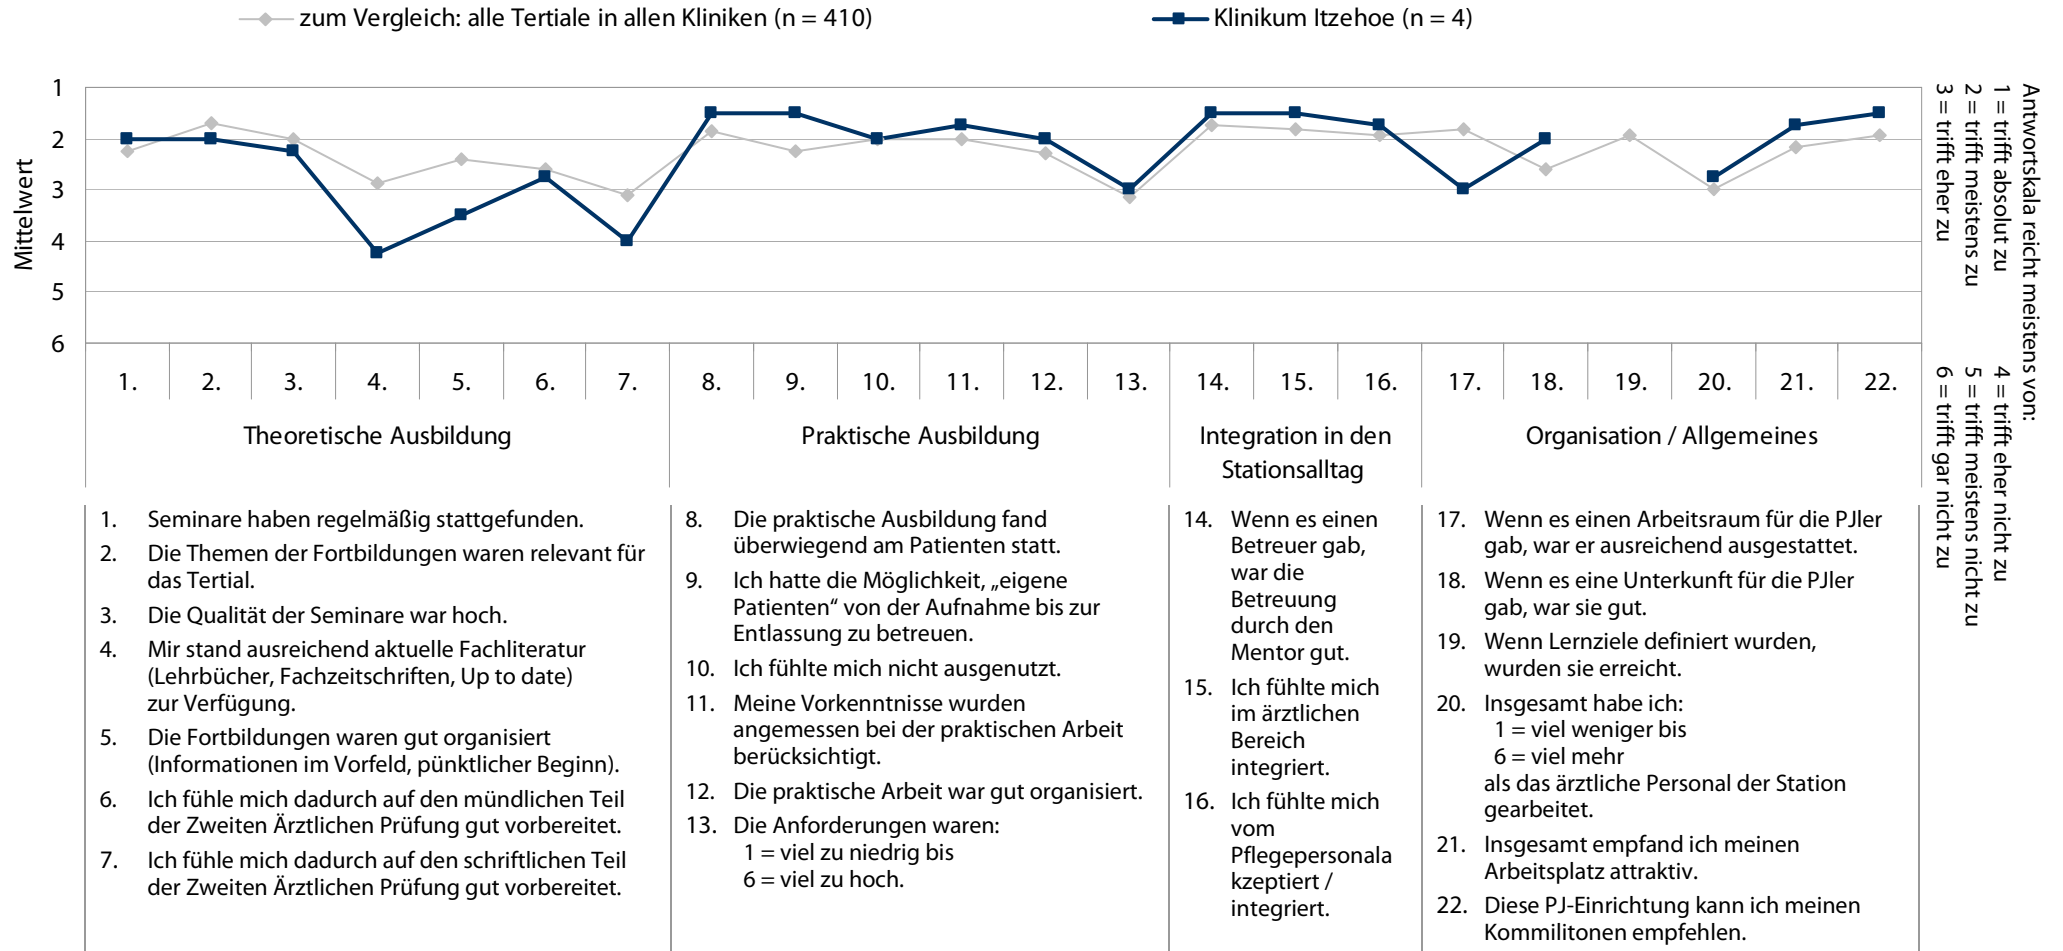 zum Vergleich: alle Tertiale in allen Kliniken (n = 410)
Klinikum Itzehoe (n = 4)
Mittelwert
1
2
3
4
5
6
Antwortskala reicht meistens von:
1 = trifft absolut zu
2 = trifft meistens zu
3 = trifft eher zu
4 = trifft eher nicht zu
5 = trifft meistens nicht zu
6 = trifft gar nicht zu
1. 2. 3. 4. 5. 6. 7. 8. 9. 10. 11. 12. 13. 14. 15. 16. 17. 18. 19. 20. 21. 22.
Theoretische Ausbildung
Praktische Ausbildung
Integration in den
Stationsalltag
Organisation / Allgemeines
1. Seminare haben regelmäßig stattgefunden.
2. Die Themen der Fortbildungen waren relevant für
das Tertial.
3. Die Qualität der Seminare war hoch.
4. Mir stand ausreichend aktuelle Fachliteratur
(Lehrbücher, Fachzeitschriften, Up to date)
zur Verfügung.
5. Die Fortbildungen waren gut organisiert
(Informationen im Vorfeld, pünktlicher Beginn).
6. Ich fühle mich dadurch auf den mündlichen Teil
der Zweiten Ärztlichen Prüfung gut vorbereitet.
7. Ich fühle mich dadurch auf den schriftlichen Teil
der Zweiten Ärztlichen Prüfung gut vorbereitet.
8. Die praktische Ausbildung fand
überwiegend am Patienten statt.
9. Ich hatte die Möglichkeit, „eigene
Patienten“ von der Aufnahme bis zur
Entlassung zu betreuen.
10. Ich fühlte mich nicht ausgenutzt.
11. Meine Vorkenntnisse wurden
angemessen bei der praktischen Arbeit
berücksichtigt.
12. Die praktische Arbeit war gut organisiert.
13. Die Anforderungen waren:
1 = viel zu niedrig bis
6 = viel zu hoch.
14. Wenn es einen
Betreuer gab,
war die
Betreuung
durch den
Mentor gut.
15. Ich fühlte mich
im ärztlichen
Bereich
integriert.
16. Ich fühlte mich
vom
Pflegepersonala
kzeptiert /
integriert.
17. Wenn es einen Arbeitsraum für die PJler
gab, war er ausreichend ausgestattet.
18. Wenn es eine Unterkunft für die PJler
gab, war sie gut.
19. Wenn Lernziele definiert wurden,
wurden sie erreicht.
20. Insgesamt habe ich:
1 = viel weniger bis
6 = viel mehr
als das ärztliche Personal der Station
gearbeitet.
21. Insgesamt empfand ich meinen
Arbeitsplatz attraktiv.
22. Diese PJ-Einrichtung kann ich meinen
Kommilitonen empfehlen.